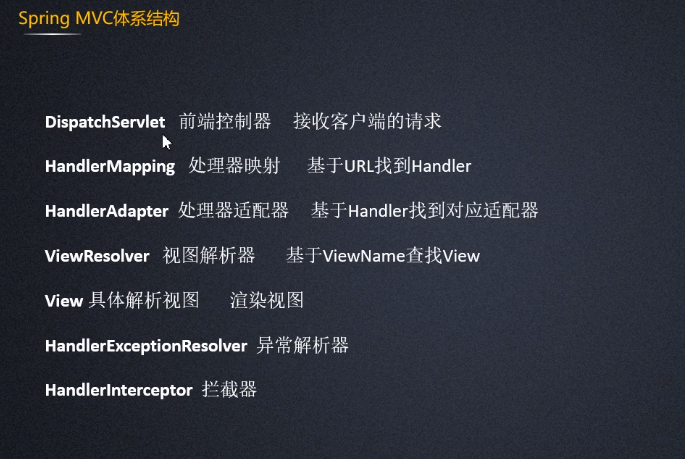 Spring MVC体系结构
DispatchServlet 前端控制器 接收客户端的请求
HandlerMapping 处理器映射 基于URL找到Handler
HandlerAdapter 处理器适配器 基于Handler找到对应适配器
ViewResolver 视图解析器 基于ViewName查找View
View 具体解析视图 渲染视图
HandlerExceptionResolver 异常解析器
HandlerInterceptor 拦截器